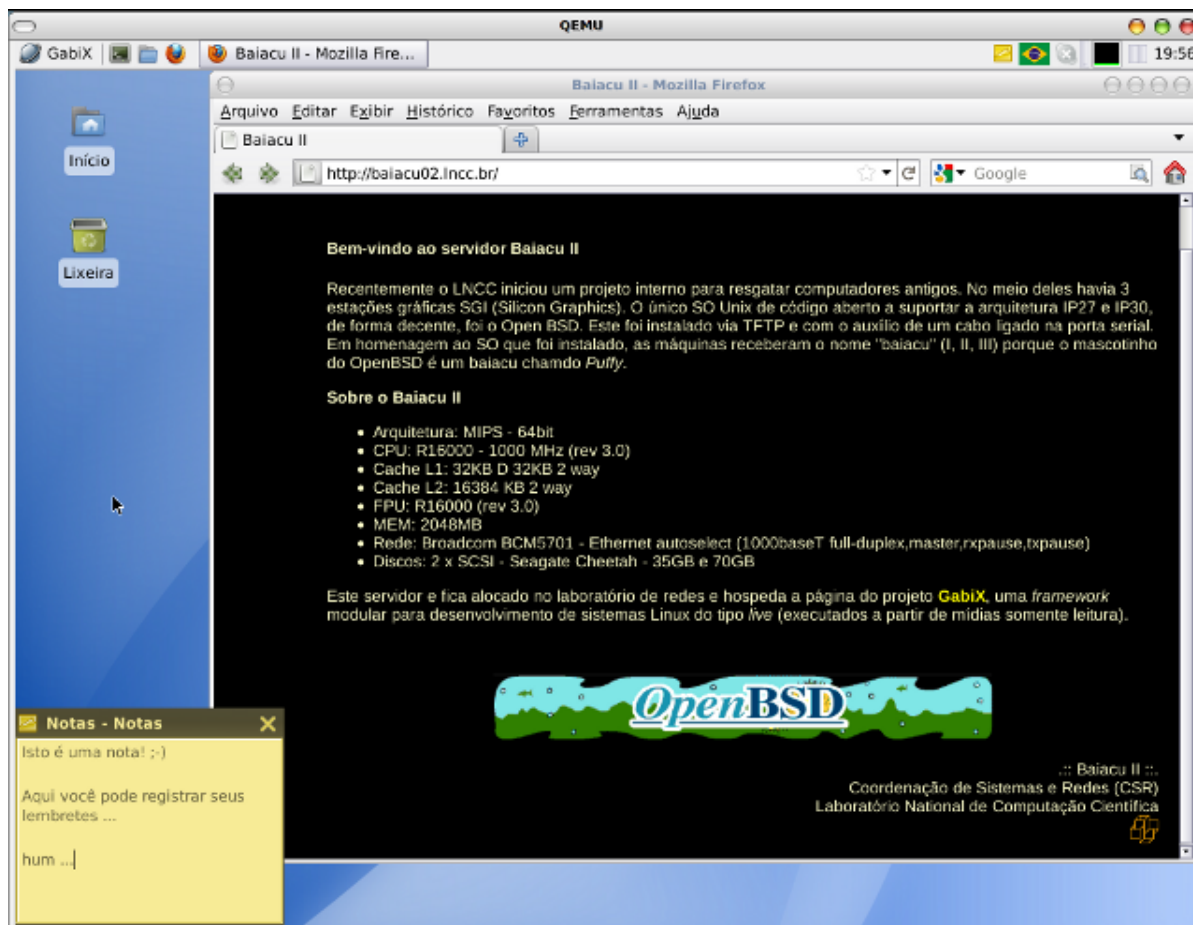 QEMU
GabiX
Baiacu II - Mozilla Fire...
19:56
Baiacu II - Mozilla Firefox
Arquivo Editar Exibir Histórico Favoritos Ferramentas Ajuda
Baiacu II
http://baiacu02.lncc.br/
Google
Início
Lixeira
Bem-vindo ao servidor Baiacu II
Recentemente o LNCC iniciou um projeto interno para resgatar computadores antigos. No meio deles havia 3
estações gráficas SGI (Silicon Graphics). O único SO Unix de código aberto a suportar a arquitetura IP27 e IP30,
de forma decente, foi o Open BSD. Este foi instalado via TFTP e com o auxílio de um cabo ligado na porta serial.
Em homenagem ao SO que foi instalado, as máquinas receberam o nome "baiacu" (I, II, III) porque o mascotinho
do OpenBSD é um baiacu chamdo Puffy.
Sobre o Baiacu II
• Arquitetura: MIPS - 64bit
• CPU: R16000 - 1000 MHz (rev 3.0)
• Cache L1: 32KB D 32KB 2 way
• Cache L2: 16384 KB 2 way
• FPU: R16000 (rev 3.0)
• MEM: 2048MB
• Rede: Broadcom BCM5701 - Ethernet autoselect (1000baseT full-duplex,master,rxpause,txpause)
• Discos: 2 x SCSI - Seagate Cheetah - 35GB e 70GB
Este servidor e fica alocado no laboratório de redes e hospeda a página do projeto GabiX, uma framework
modular para desenvolvimento de sistemas Linux do tipo live (executados a partir de mídias somente leitura).
OpenBSD
.:: Baiacu II ::.
Coordenação de Sistemas e Redes (CSR)
Laboratório National de Computação Científica
Notas - Notas
Isto é uma nota! ;-)
Aqui você pode registrar seus
lembretes ...
hum ...